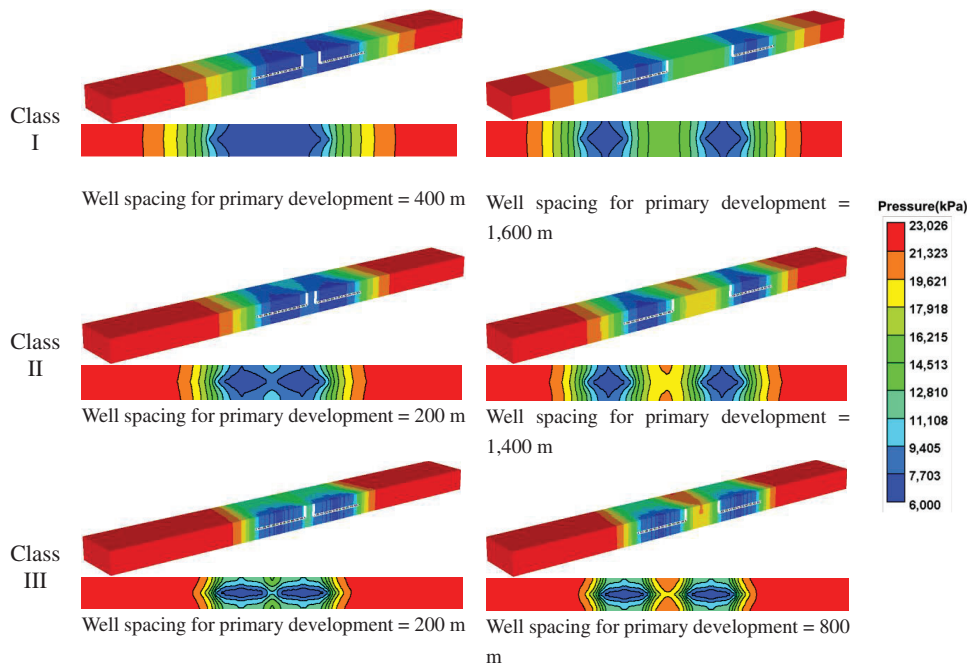 Class
I
Well spacing for primary development = 400 m
Well spacing for primary development =
1,600 m
Class
II
Well spacing for primary development = 200 m
Well spacing for primary development =
1,400 m
Class
III
Well spacing for primary development = 200 m
Well spacing for primary development = 800
m
Pressure(kPa)
23,026
21,323
19,621
17,918
16,215
14,513
12,810
11,108
9,405
7,703
6,000